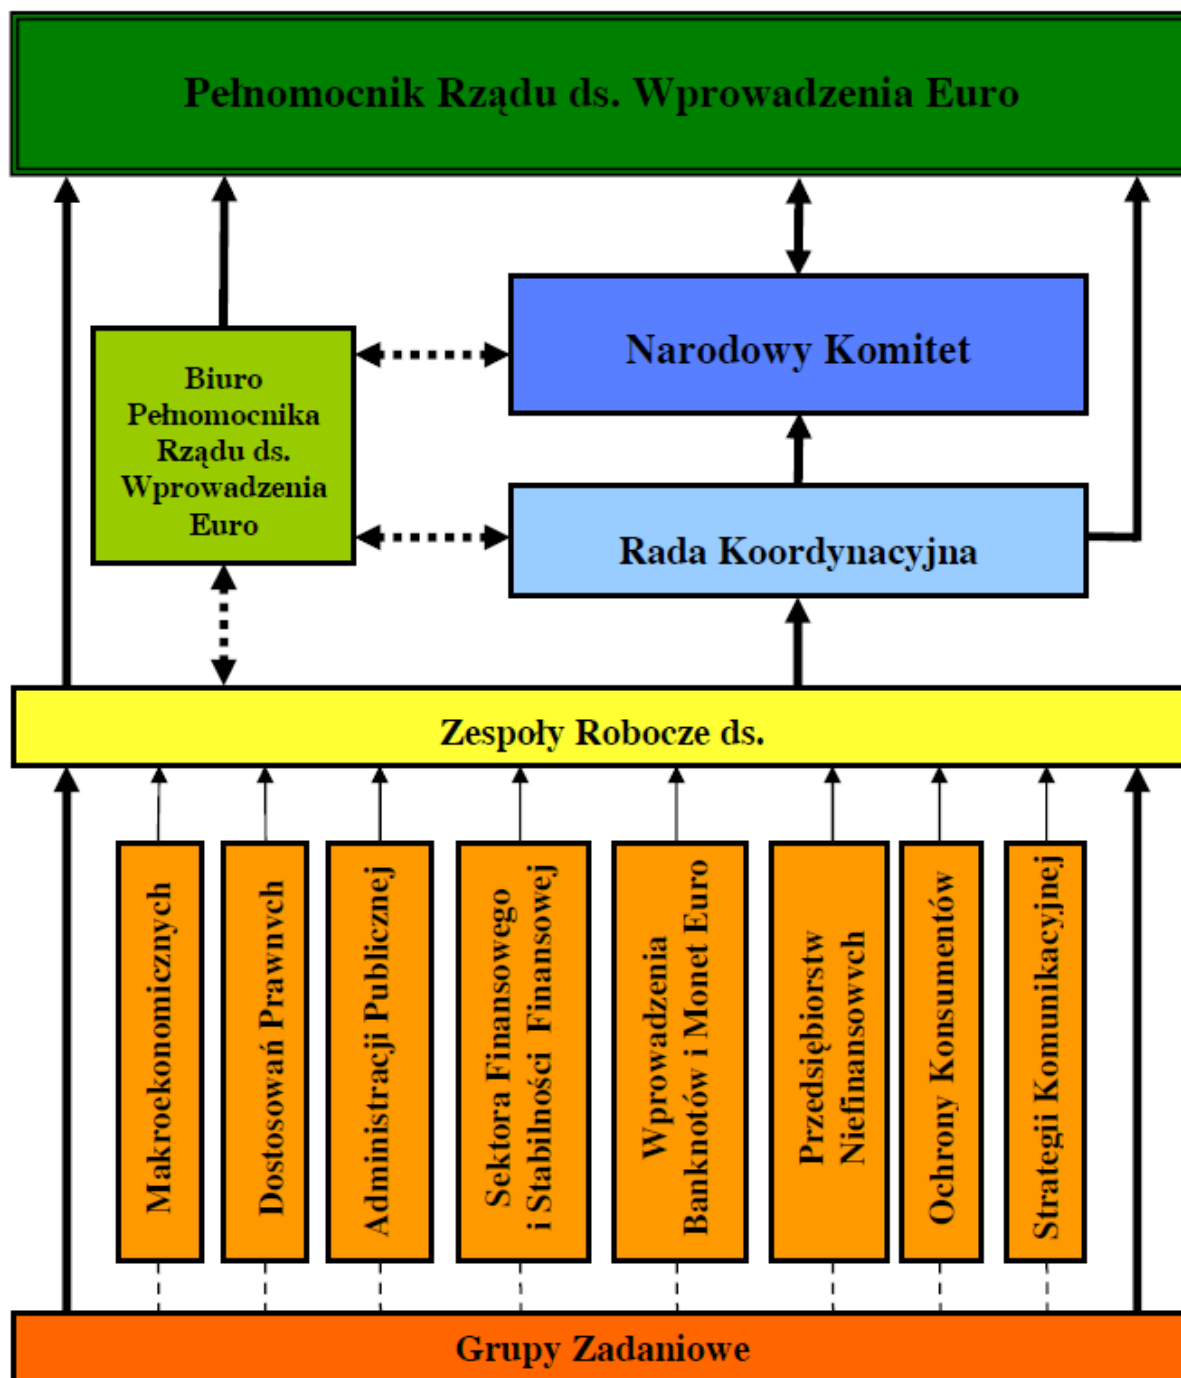 Pełnomocnik Rządu ds. Wprowadzenia Euro
Narodowy Komitet
Biuro
Pełnomocnika
Rządu ds.
Wprowadzenia
Euro
Rada Koordynacyjna
Zespoły Robocze ds.
Makroekonomicznych
Dostosowań Prawnych
Administracji Publicznej
Sektora Finansowego
i Stabilności Finansowej
Wprowadzenia
Banknotów i Monet Euro
Przedsiębiorstw
Niefinansowych
Ochrony Konsumentów
Strategii Komunikacyjnej
Grupy Zadaniowe